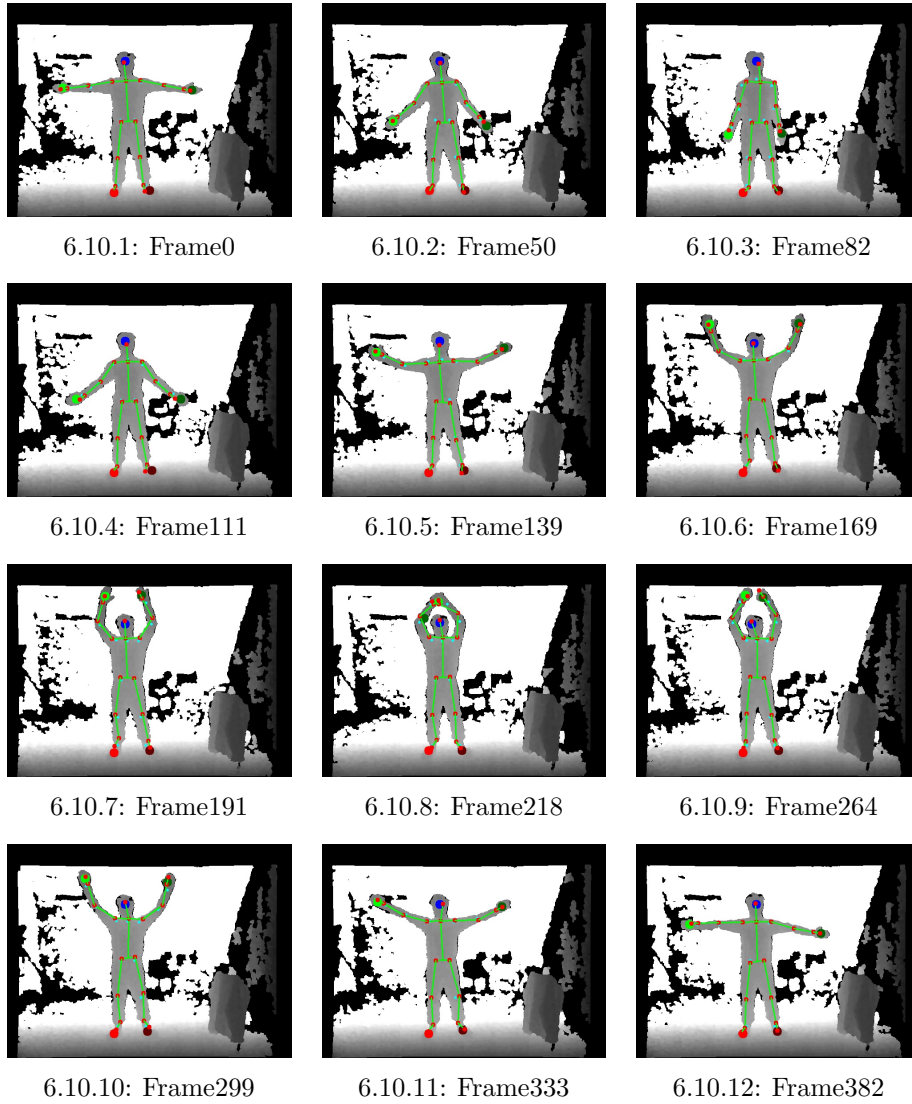 6.10.1: Frame0
6.10.2: Frame50
6.10.3: Frame82
6.10.4: Frame111
6.10.5: Frame139
6.10.6: Frame169
6.10.7: Frame191
6.10.8: Frame218
6.10.9: Frame264
6.10.10: Frame299
6.10.11: Frame333
6.10.12: Frame382